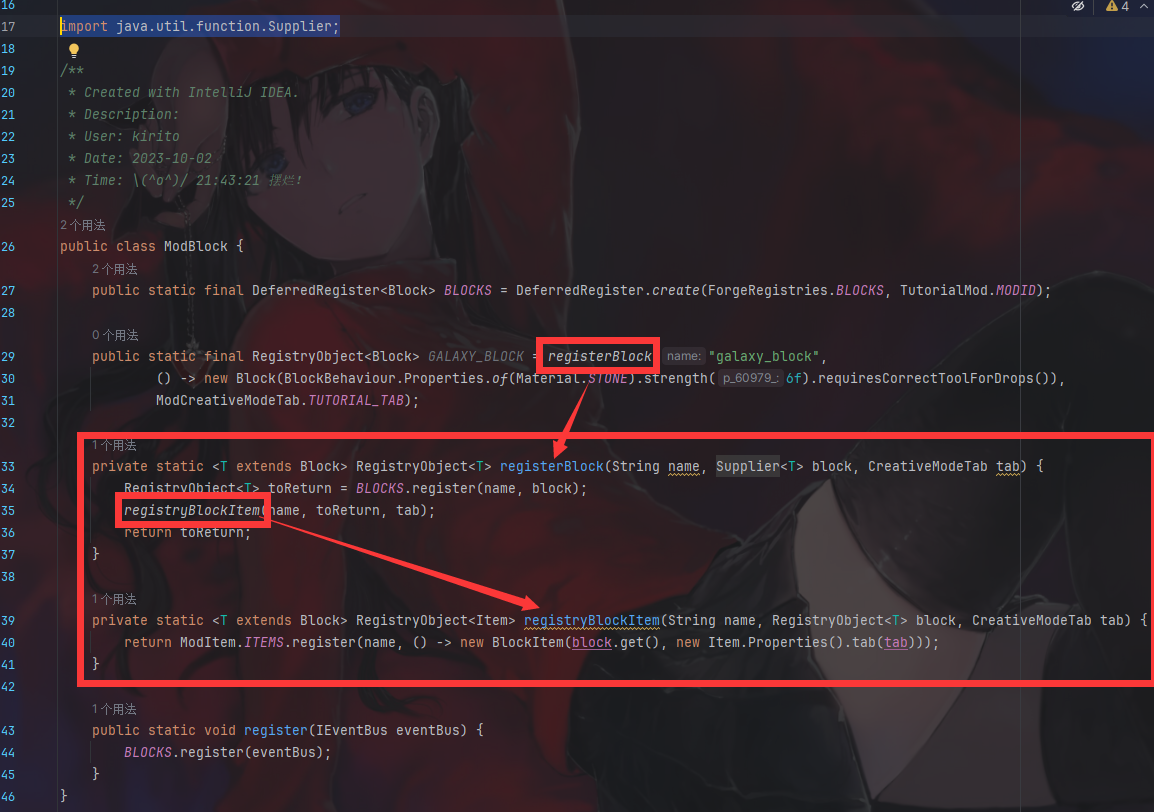 16
4
17 import java.util.function.Supplier;
18
19 /**
20 * Created with IntelliJ IDEA.
21 * Description:
22 * User: kirito
23 * Date: 2023-10-02
24 * Time: \(^o^)/ 21:43:21 摆烂!
25 */
2 个用法
26 public class ModBlock {
2 个用法
27 public static final DeferredRegister<Block> BLOCKS = DeferredRegister.create(ForgeRegistries.BLOCKS, TutorialMod.MODID);
28
0 个用法
29 public static final RegistryObject<Block> GALAXY_BLOCK = registerBlock( name: "galaxy_block",
30 () -> new Block(BlockBehaviour.Properties.of(Material.STONE).strength( p_60979_: 6f).requiresCorrectToolForDrops()),
31 ModCreativeModeTab.TUTORIAL_TAB);
32
1 个用法
33 private static <T extends Block> RegistryObject<T> registerBlock(String name, Supplier<T> block, CreativeModeTab tab) {
34 RegistryObject<T> toReturn = BLOCKS.register(name, block);
35 registryBlockItem(name, toReturn, tab);
36 return toReturn;
37 }
38
1 个用法
39 private static <T extends Block> RegistryObject<Item> registryBlockItem(String name, RegistryObject<T> block, CreativeModeTab tab) {
40 return ModItem.ITEMS.register(name, () -> new BlockItem(block.get(), new Item.Properties().tab(tab)));
41 }
42
1 个用法
43 public static void register(IEventBus eventBus) {
44 BLOCKS.register(eventBus);
45 }
46 }